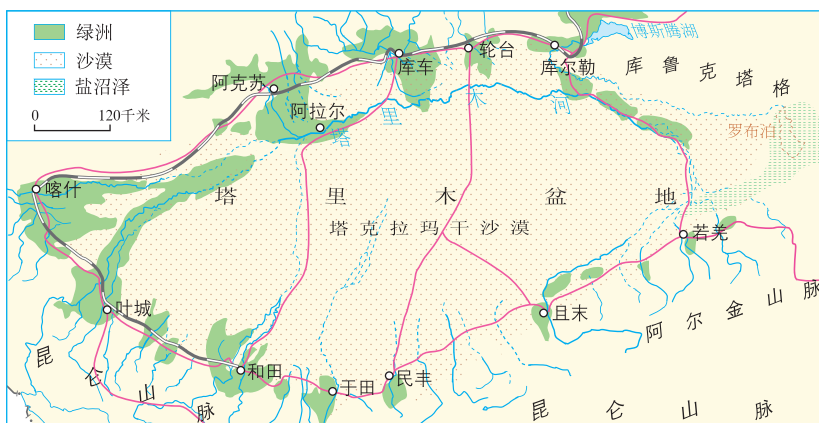 绿洲
沙漠
盐沼泽
0 120千米
博斯腾湖
轮台
库车
库尔勒
库鲁克塔格
阿克苏
阿拉尔
塔里木河
罗布泊
喀什
塔里木盆地
塔克拉玛干沙漠
若羌
叶城
且末
阿尔金山脉
和田
于田
民丰
昆仑山脉
昆仑山脉